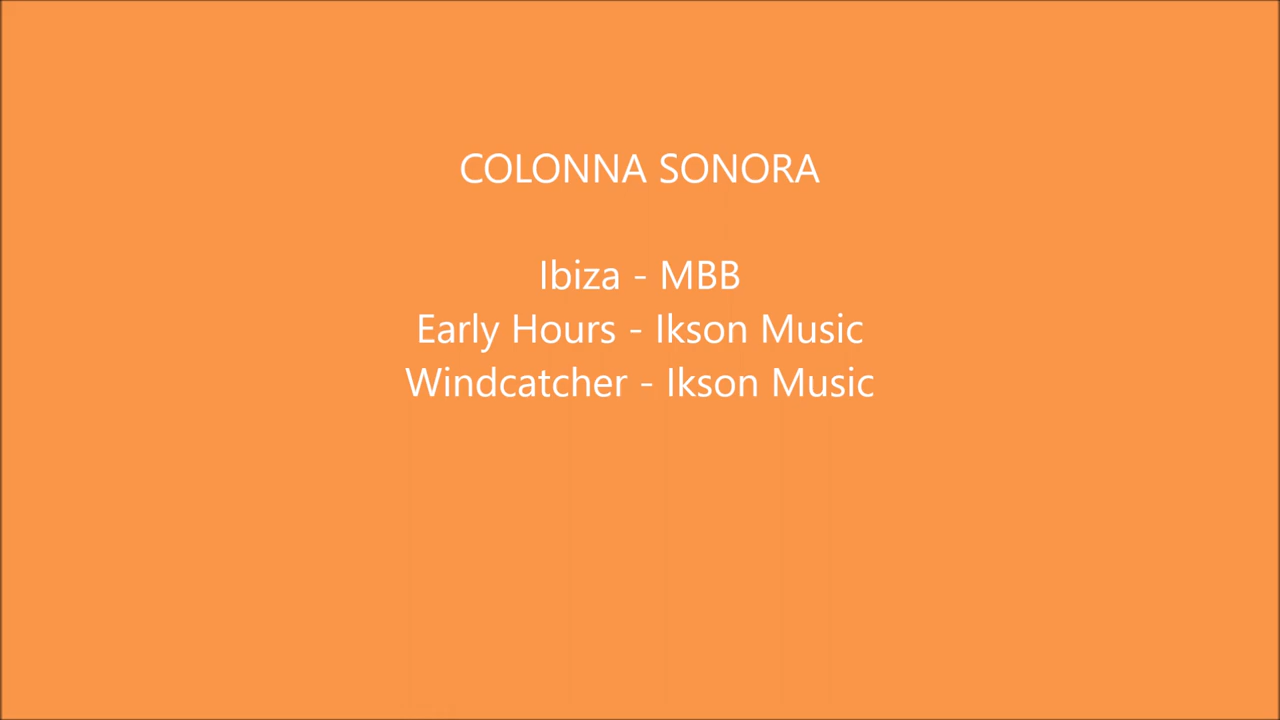 COLONNA SONORA
Ibiza - MBB
Early Hours - Ikson Music
Windcatcher - Ikson Music